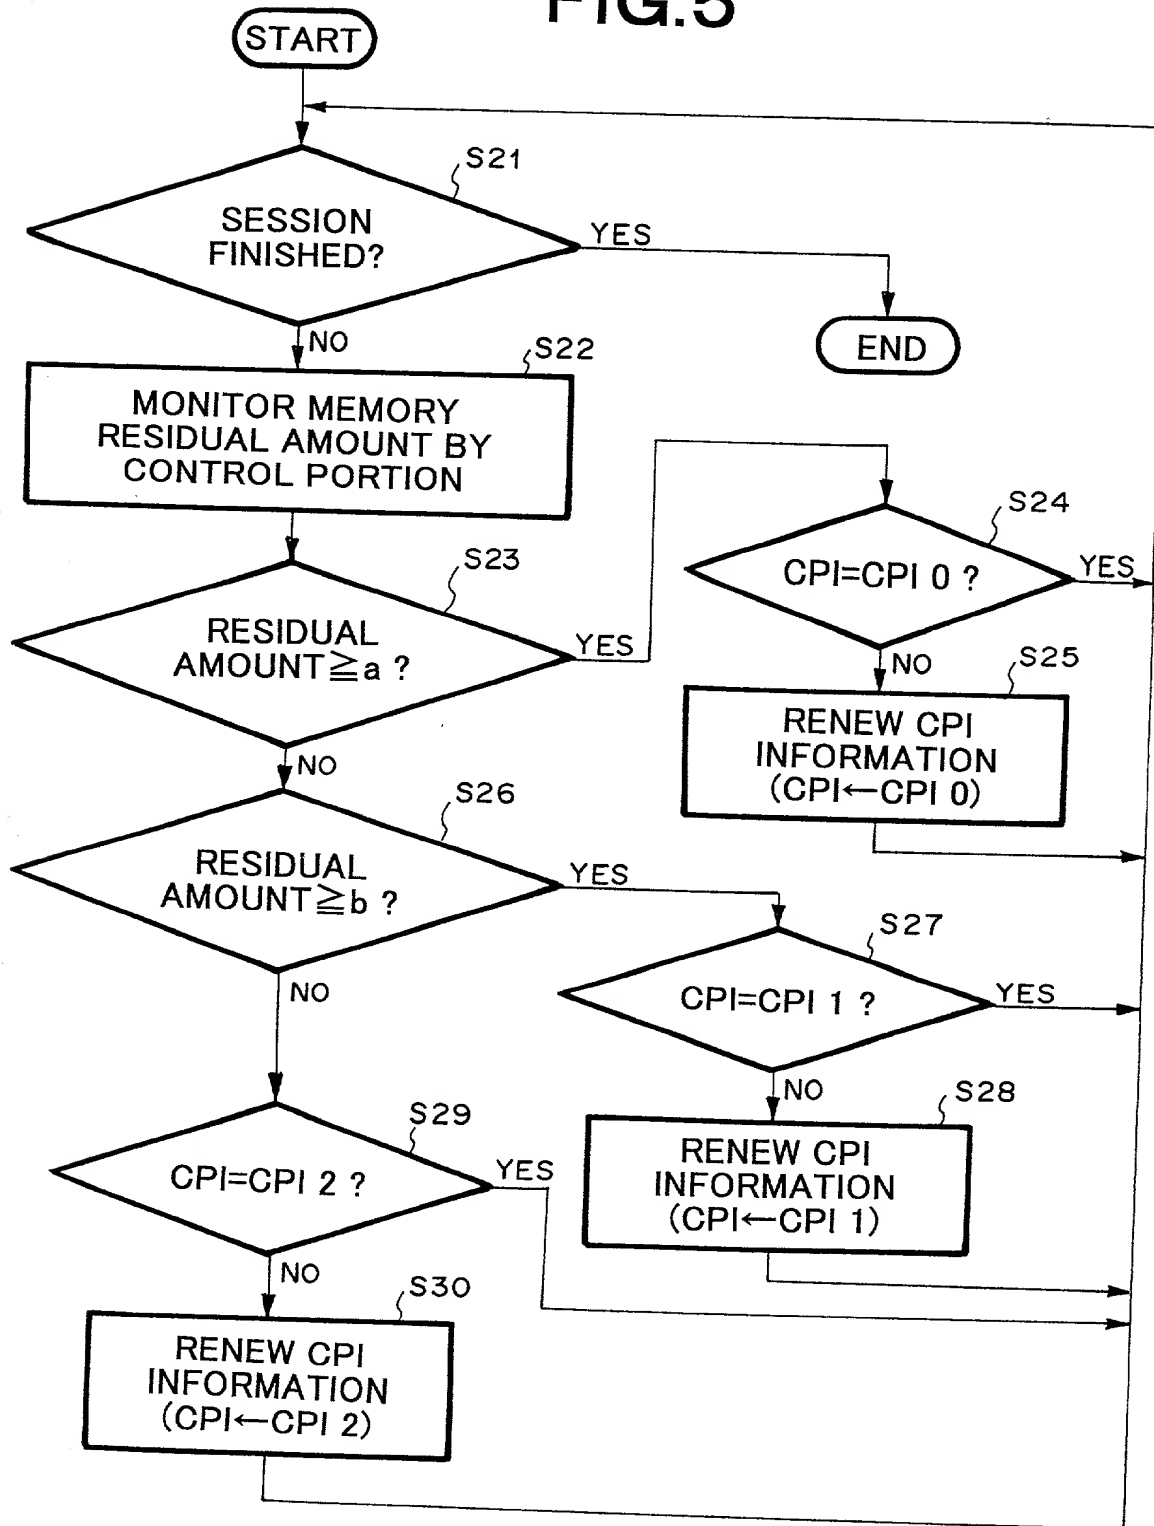 FIG.5
START
S21
SESSION
FINISHED?
YES
END
NO
S22
MONITOR MEMORY
RESIDUAL AMOUNT BY
CONTROL PORTION
S23
RESIDUAL
AMOUNT≧a ?
YES
S24
CPI=CPI 0 ?
YES
NO
S25
RENEW CPI
INFORMATION
(CPI←CPI 0)
NO
S26
RESIDUAL
AMOUNT≧b ?
YES
S27
CPI=CPI 1 ?
YES
NO
S28
RENEW CPI
INFORMATION
(CPI←CPI 1)
NO
S29
CPI=CPI 2 ?
YES
NO
S30
RENEW CPI
INFORMATION
(CPI←CPI 2)